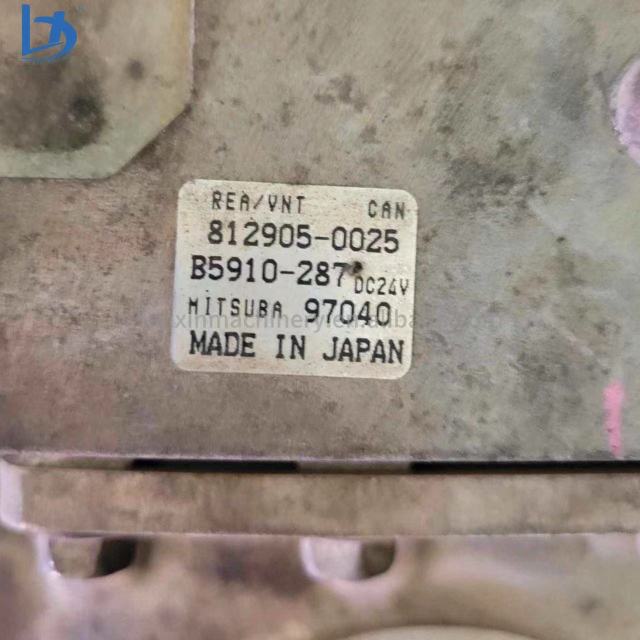 REA/VNT CAN
812905-0025
B5910-287 DC24V
MITSUBA 97040
MADE IN JAPAN